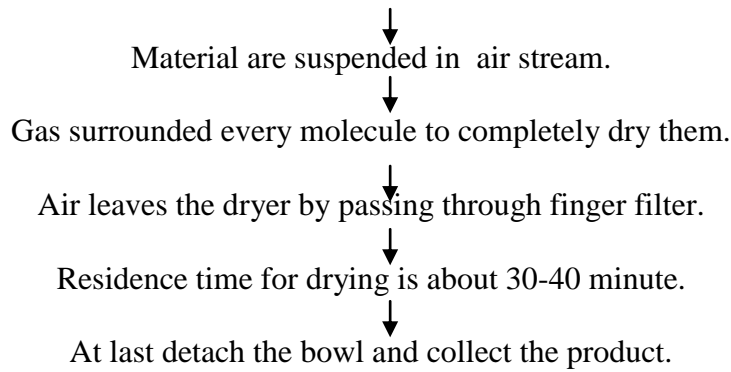 Material are suspended in air stream.
Gas surrounded every molecule to completely dry them.
Air leaves the dryer by passing through finger filter.
Residence time for drying is about 30-40 minute.
At last detach the bowl and collect the product.